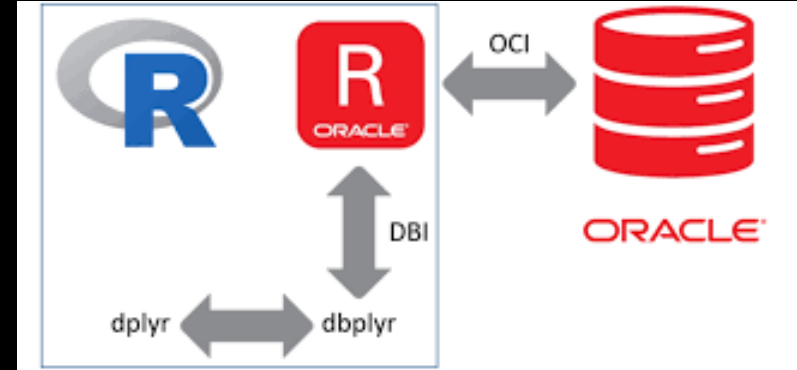 R
R
ORACLE
OCI
ORACLE
DBI
dplyr
dbplyr